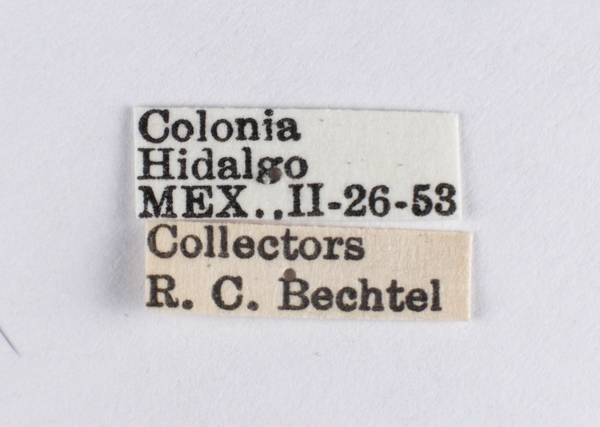 Colonia
Hidalgo
MEX.,II-26-53
Collectors
R. C. Bechtel